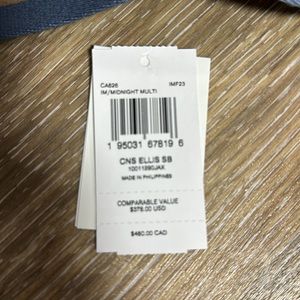 CA626 IMF23
IM/MIDNIGHT MULTI
1 95031 67819 6
CNS ELLIS SB
MADE IN PHILIPPINES
COMPARABLE VALUE
$378.00 USD
$460.00 CAD